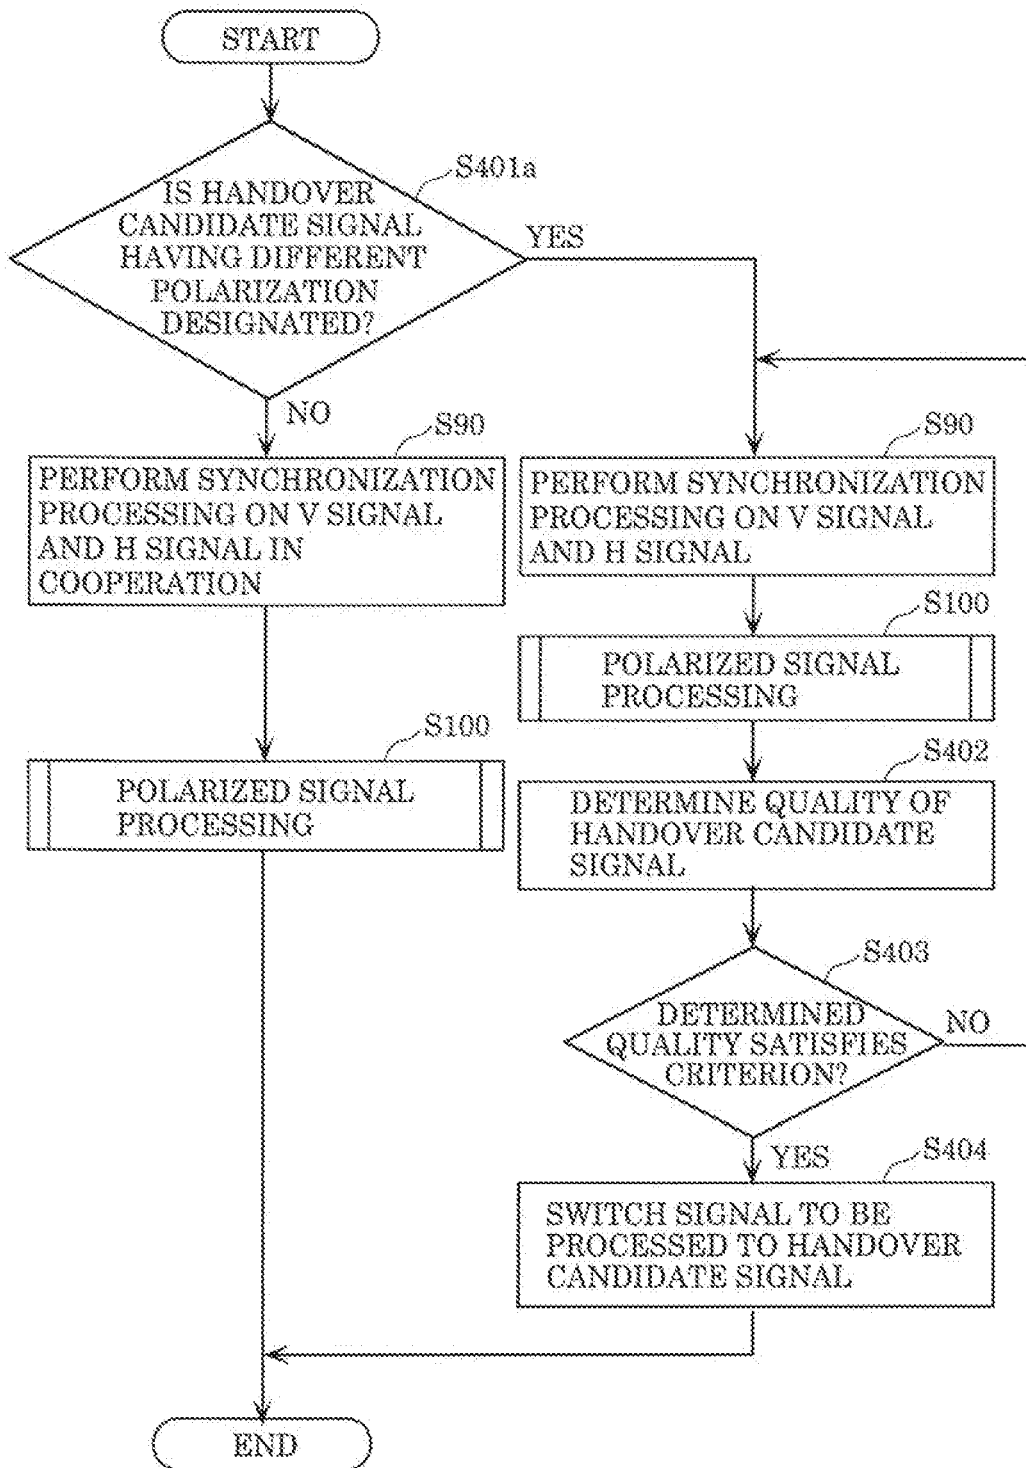 START
S401a
IS HANDOVER
CANDIDATE SIGNAL
HAVING DIFFERENT
POLARIZATION
DESIGNATED?
YES
NO
S90
PERFORM SYNCHRONIZATION
PROCESSING ON V SIGNAL
AND H SIGNAL IN
COOPERATION
S100
POLARIZED SIGNAL
PROCESSING
S90
PERFORM SYNCHRONIZATION
PROCESSING ON V SIGNAL
AND H SIGNAL
S100
POLARIZED SIGNAL
PROCESSING
S402
DETERMINE QUALITY OF
HANDOVER CANDIDATE
SIGNAL
S403
DETERMINED
QUALITY SATISFIES
CRITERION?
NO
YES
S404
SWITCH SIGNAL TO BE
PROCESSED TO HANDOVER
CANDIDATE SIGNAL
END